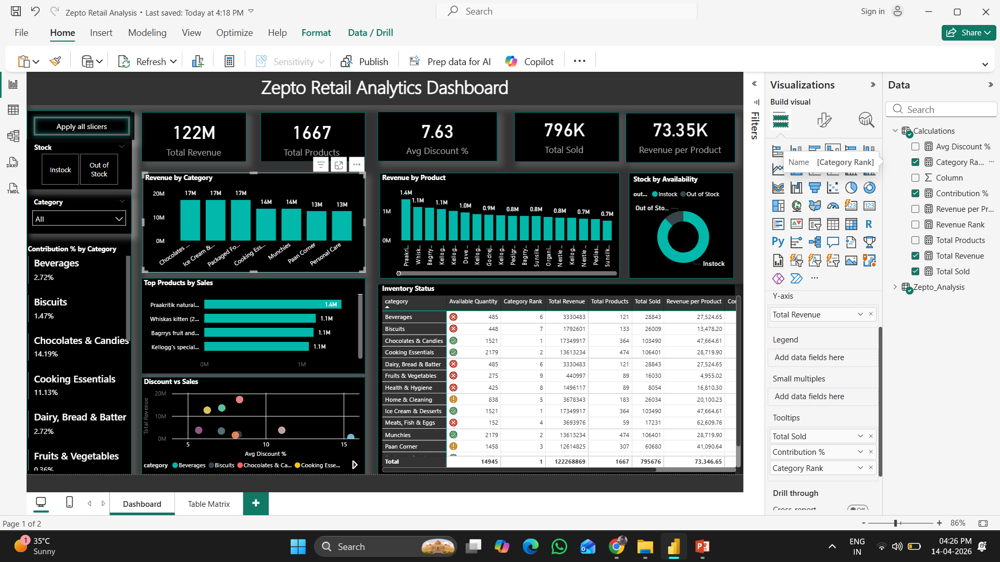 Zepto Retail Analysis • Last saved: Today at 4:18 PM
Search
Sign in
File
Home
Insert
Modeling
View
Optimize
Help
Format
Data / Drill
Share
Refresh
Sensitivity
Publish
Prep data for AI
Copilot
Zepto Retail Analytics Dashboard
Apply all slicers
Stock
Instock
Out of
Stock
Category
All
Contribution % by Category
Beverages
2.72%
Biscuits
1.47%
Chocolates & Candies
14.19%
Cooking Essentials
11.13%
Dairy, Bread & Batter
2.72%
Fruits & Vegetables
0.36%
122M
Total Revenue
1667
Total Products
7.63
Avg Discount %
796K
Total Sold
73.35K
Revenue per Product
Revenue by Category
20M
10M
0M
17M 17M 17M 14M 14M 13M 13M
Chocolates ...
Ice Cream &...
Packaged Fo...
Cooking Ess...
Munchies
Paan Corner
Personal Care
Revenue by Product
1M
0M
1.4M 1.1M 1.1M 1.0M 0.9M 0.8M 0.8M 0.8M 0.7M 0.7M
Praakri...
Whisk...
Bagrry...
Kellog...
Kellog...
Dove...
Kellog...
Godrej...
Kellog...
Pedigr...
Bagrry...
Sunsilk...
Organi...
Nestle...
Kellog...
Nestle...
Pedias...
Sunsilk...
Stock by Availability
out... Instock Out of Stock
Out of Sto...
Instock
Top Products by Sales
Praakritik natural... 1.4M
Whiskas kitten (2... 1.1M
Bagrrys fruit and... 1.1M
Kellogg's special... 1.1M
0M 1M
Discount vs Sales
Total Revenue
20M
10M
0M
5 10 15
Avg Discount %
category Beverages Biscuits Chocolates & Ca... Cooking Esse...
Inventory Status
category Available Quantity Category Rank Total Revenue Total Products Total Sold Revenue per Product Con
Beverages 485 6 3330483 121 28843 27,524.65
Biscuits 448 7 1792601 133 26009 13,478.20
Chocolates & Candies 1521 1 17349917 364 103490 47,664.61
Cooking Essentials 2179 2 13613234 474 106401 28,719.90
Dairy, Bread & Batter 485 6 3330483 121 28843 27,524.65
Fruits & Vegetables 275 9 440997 89 16030 4,955.02
Health & Hygiene 425 8 1496117 89 8054 16,810.30
Home & Cleaning 838 5 3678343 183 26034 20,100.23
Ice Cream & Desserts 1521 1 17349917 364 103490 47,664.61
Meats, Fish & Eggs 152 4 3693976 59 17231 62,609.76
Munchies 2179 2 13613234 474 106401 28,719.90
Paan Corner 1458 3 12614825 307 60680 41,090.64
Total 14945 1 122268869 1667 795676 73,346.65
Filters
Visualizations
Build visual
Name [Category Rank]
Y-axis
Total Revenue
Legend
Add data fields here
Small multiples
Add data fields here
Tooltips
Total Sold
Contribution %
Category Rank
Drill through
Cross-report
Off
Data
Search
Calculations
Avg Discount %
Category Ra...
Column
Contribution %
Revenue per Pr...
Revenue Rank
Total Products
Total Revenue
Total Sold
Zepto_Analysis
Dashboard
Table Matrix
Page 1 of 2
86%
1
35°C
Sunny
Search
ENG
IN
04:26 PM
14-04-2026